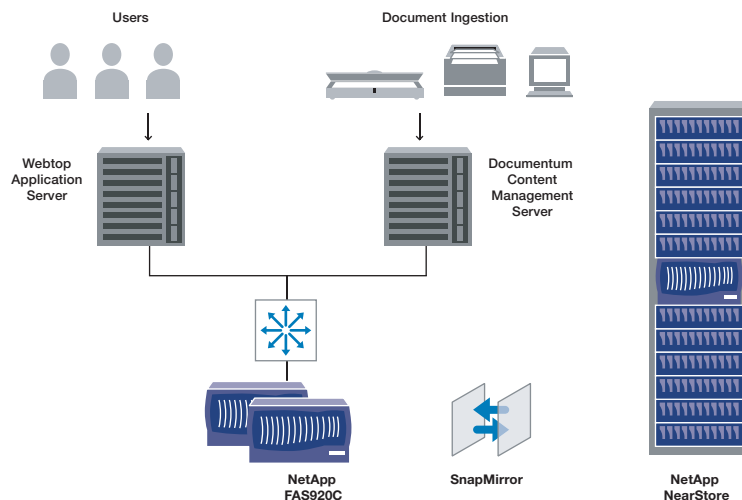 Users
Document Ingestion
Webtop
Application
Server
Documentum
Content
Management
Server
NetApp
FAS920C
SnapMirror
NetApp
NearStore